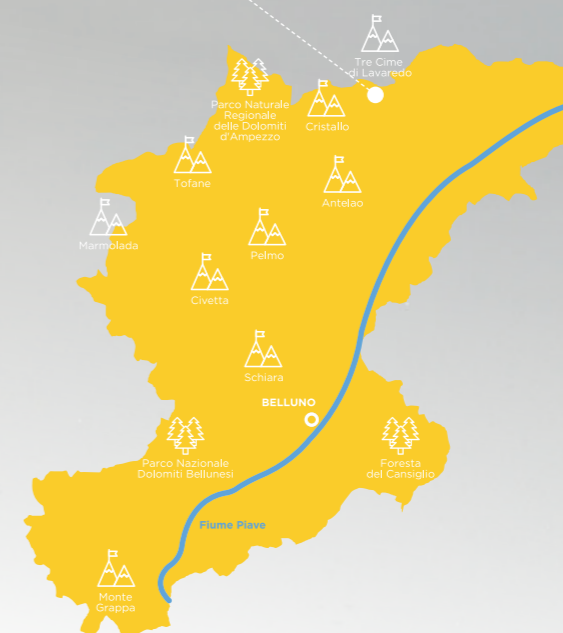 Tre Cime
di Lavaredo
Parco Naturale
Regionale
delle Dolomiti
d'Ampezzo
Cristallo
Tofane
Antelao
Marmolada
Pelmo
Civetta
Schiara
BELLUNO
Parco Nazionale
Dolomiti Bellunesi
Foresta
del Cansiglio
Fiume Piave
Monte
Grappa